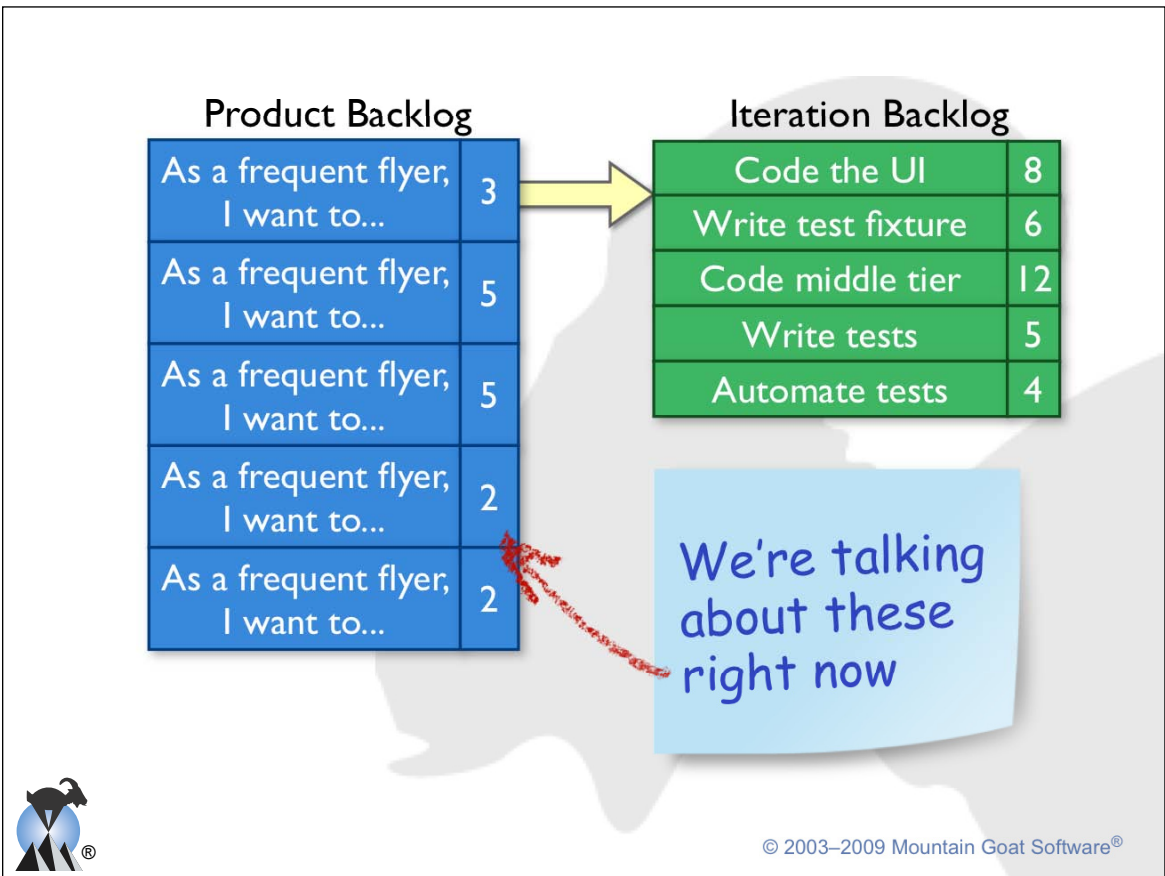 Product Backlog
As a frequent flyer,
I want to...
3
As a frequent flyer,
I want to...
5
As a frequent flyer,
I want to...
5
As a frequent flyer,
I want to...
2
As a frequent flyer,
I want to...
2
Iteration Backlog
Code the UI 8
Write test fixture 6
Code middle tier 12
Write tests 5
Automate tests 4
We're talking
about these
right now
®
© 2003–2009 Mountain Goat Software®